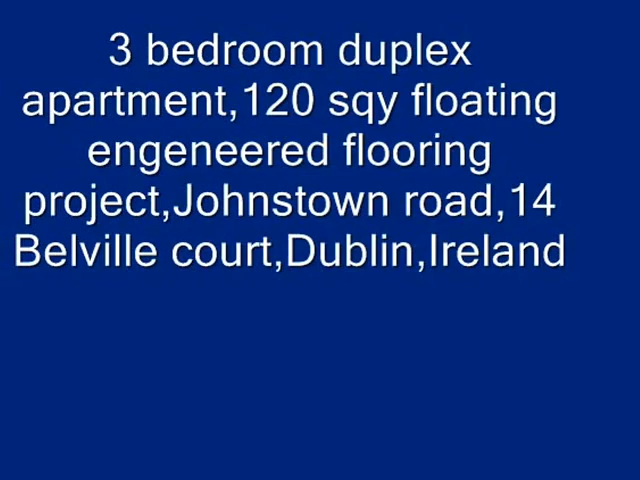 3 bedroom duplex
apartment,120 sqy floating
engeneered flooring
project,Johnstown road,14
Belville court,Dublin,Ireland